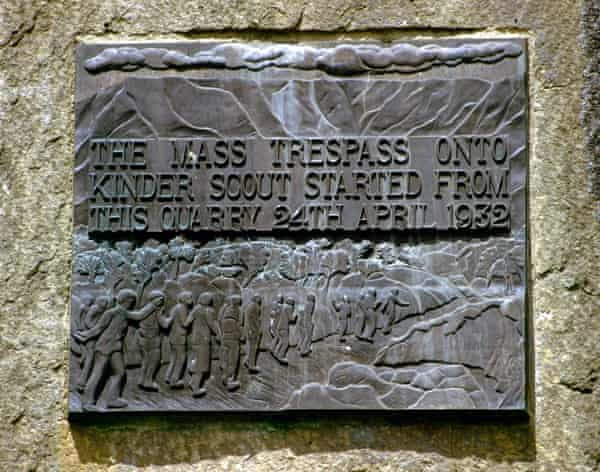 THE MASS TRESPASS ONTO
KINDER SCOUT STARTED FROM
THIS QUARRY 24TH APRIL 1932